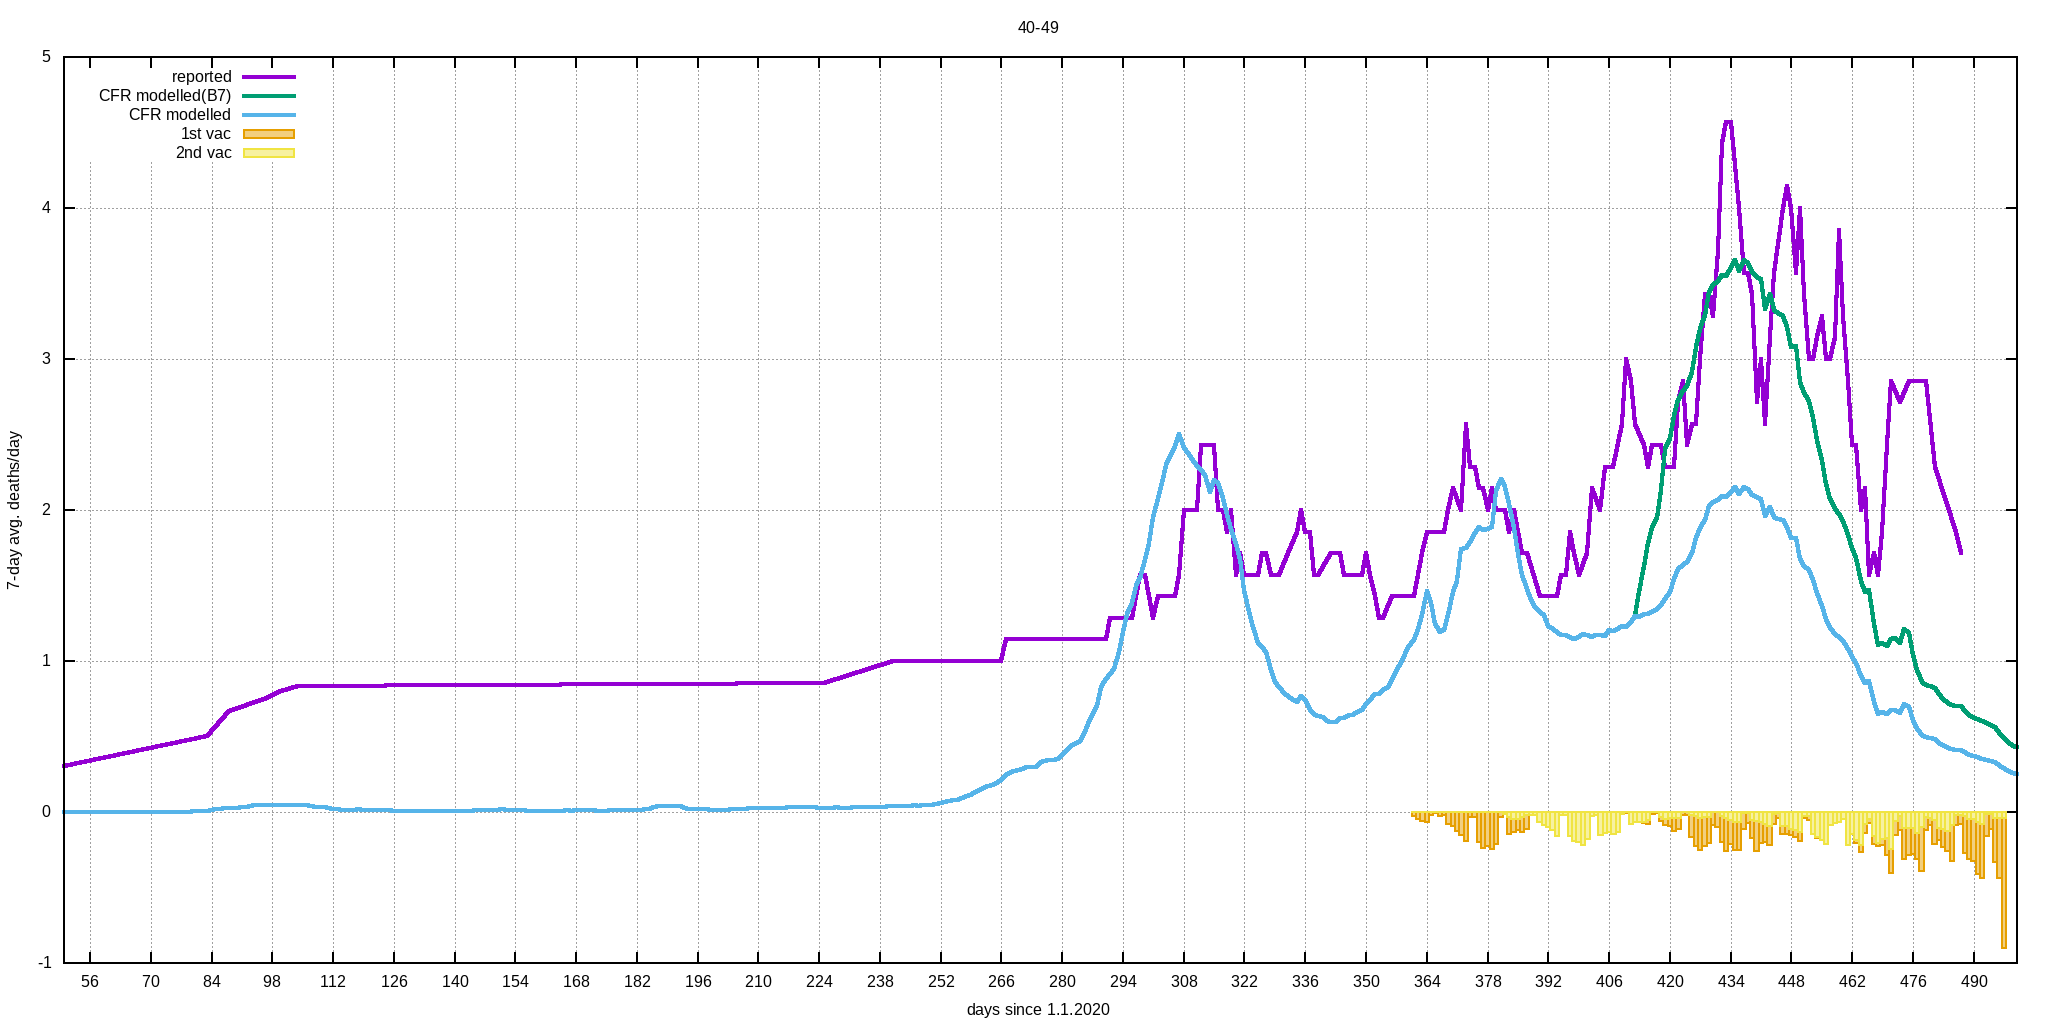 40-49
reported
CFR modelled(B7)
CFR modelled
1st vac
2nd vac
5
4
3
2
1
0
-1
7-day avg. deaths/day
56 70 84 98 112 126 140 154 168 182 196 210 224 238 252 266 280 294 308 322 336 350 364 378 392 406 420 434 448 462 476 490
days since 1.1.2020